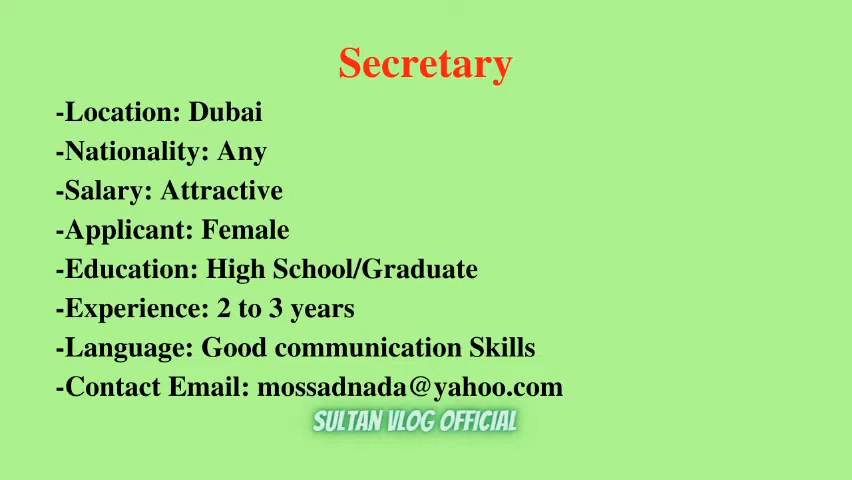 Secretary
-Location: Dubai
-Nationality: Any
-Salary: Attractive
-Applicant: Female
-Education: High School/Graduate
-Experience: 2 to 3 years
-Language: Good communication Skills
-Contact Email: mossadnada@yahoo.com
SULTAN VLOG OFFICIAL